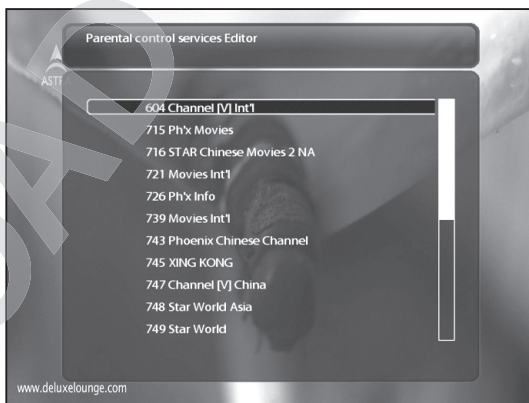 Parental control services Editor
ASTRA
604 Channel [V] Int'l
715 Ph'x Movies
716 STAR Chinese Movies 2 NA
721 Movies Int'l
726 Ph'x Info
739 Movies Int'l
743 Phoenix Chinese Channel
745 XING KONG
747 Channel [V] China
748 Star World Asia
749 Star World
www.deluxelounge.com